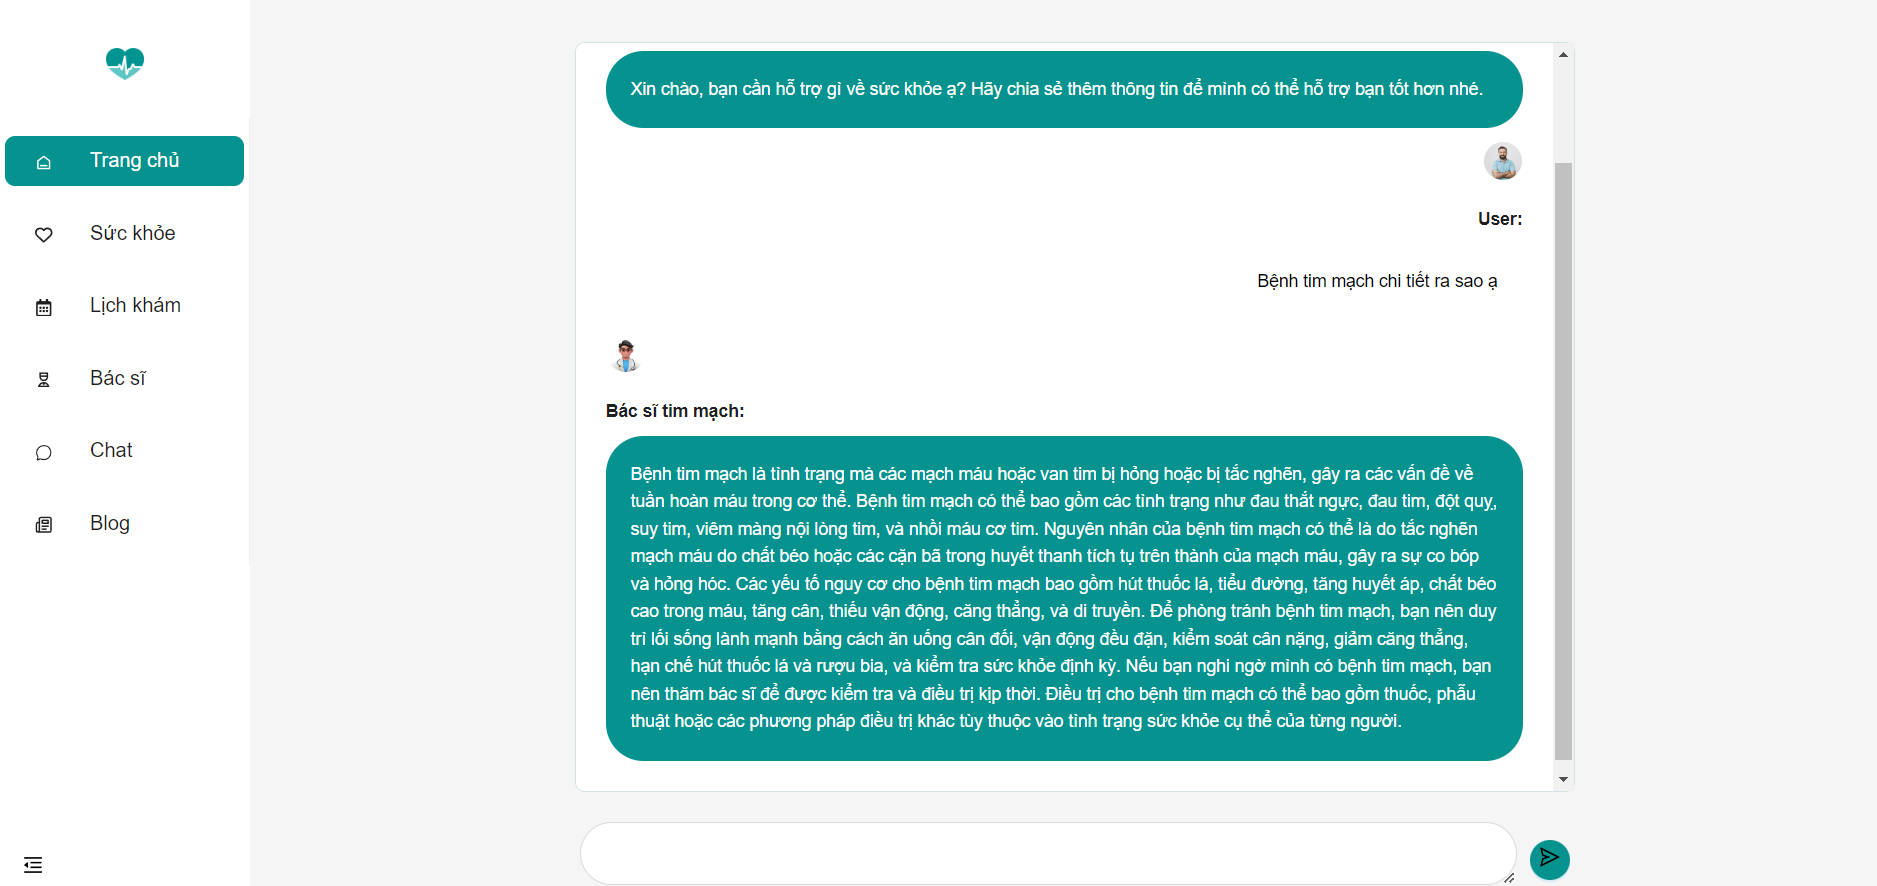 Trang chủ
Sức khỏe
Lịch khám
Bác sĩ
Chat
Blog
Xin chào, bạn cần hỗ trợ gì về sức khỏe ạ? Hãy chia sẻ thêm thông tin để mình có thể hỗ trợ bạn tốt hơn nhé.
User:
Bệnh tim mạch chi tiết ra sao ạ
Bác sĩ tim mạch:
Bệnh tim mạch là tình trạng mà các mạch máu hoặc van tim bị hỏng hoặc bị tắc nghẽn, gây ra các vấn đề về
tuần hoàn máu trong cơ thể. Bệnh tim mạch có thể bao gồm các tình trạng như đau thắt ngực, đau tim, đột quỵ,
suy tim, viêm màng nội lòng tim, và nhồi máu cơ tim. Nguyên nhân của bệnh tim mạch có thể là do tắc nghẽn
mạch máu do chất béo hoặc các cặn bã trong huyết thanh tích tụ trên thành của mạch máu, gây ra sự co bóp
và hỏng hóc. Các yếu tố nguy cơ cho bệnh tim mạch bao gồm hút thuốc lá, tiểu đường, tăng huyết áp, chất béo
cao trong máu, tăng cân, thiếu vận động, căng thẳng, và di truyền. Để phòng tránh bệnh tim mạch, bạn nên duy
trì lối sống lành mạnh bằng cách ăn uống cân đối, vận động đều đặn, kiểm soát cân nặng, giảm căng thẳng,
hạn chế hút thuốc lá và rượu bia, và kiểm tra sức khỏe định kỳ. Nếu bạn nghi ngờ mình có bệnh tim mạch, bạn
nên thăm bác sĩ để được kiểm tra và điều trị kịp thời. Điều trị cho bệnh tim mạch có thể bao gồm thuốc, phẫu
thuật hoặc các phương pháp điều trị khác tùy thuộc vào tình trạng sức khỏe cụ thể của từng người.